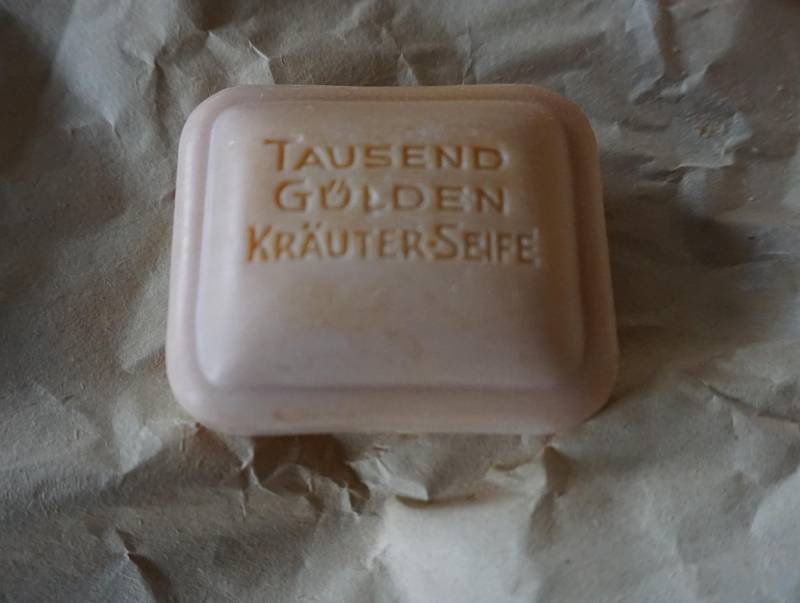 TAUSEND
GÜLDEN
KRÄUTER-SEIFE